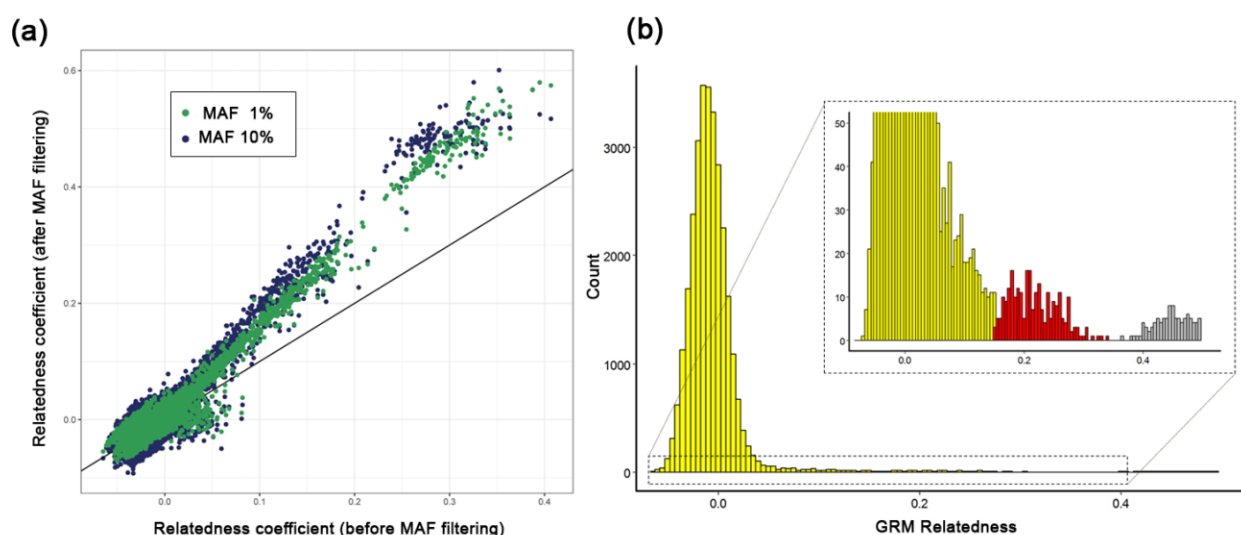 (a)
0.6
0.4
0.2
0.0
MAF 1%
MAF 10%
0.0 0.1 0.2 0.3 0.4
Relatedness coefficient (after MAF filtering)
Relatedness coefficient (before MAF filtering)
(b)
3000
2000
1000
0
Count
0.0 0.2 0.4
GRM Relatedness
50
40
30
20
10
0
0.0 0.2 0.4